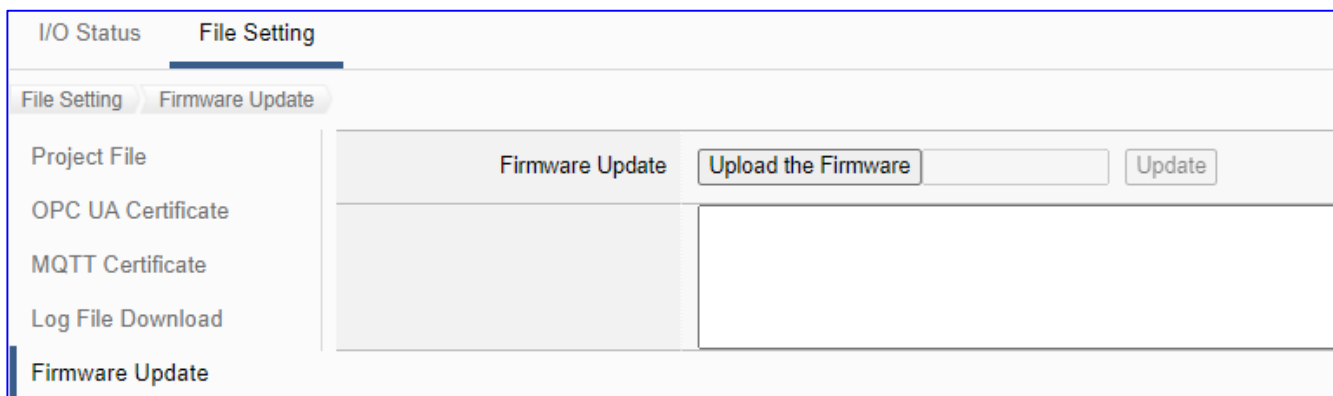 I/O Status File Setting
File Setting Firmware Update
Project File
Firmware Update Upload the Firmware Update
OPC UA Certificate
MQTT Certificate
Log File Download
Firmware Update